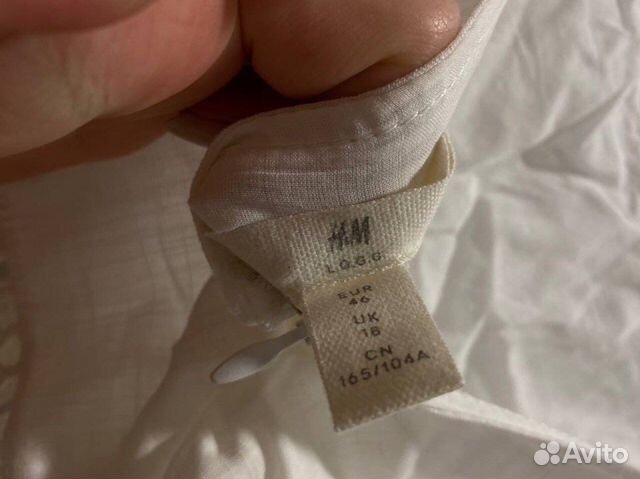 H&M
L.O.G.G.
EUR
46
UK
18
CN
165/104A
Avito